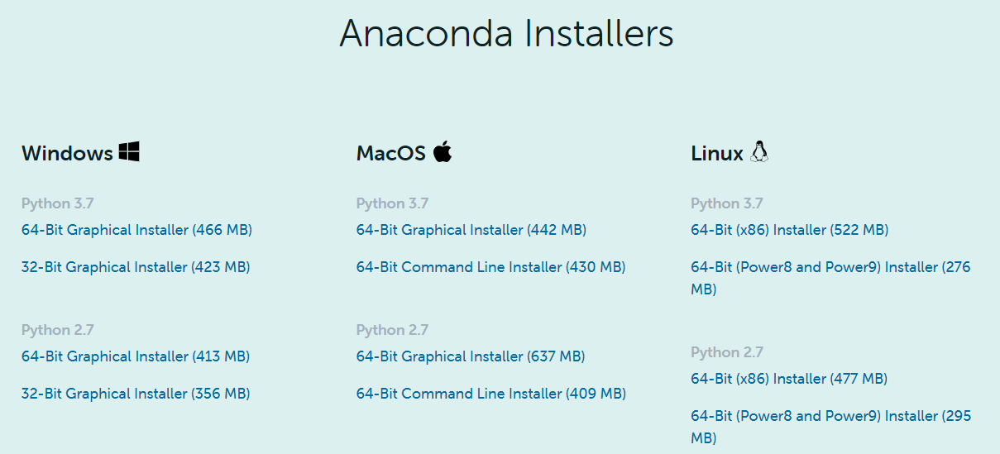 Anaconda Installers
Windows
Python 3.7
64-Bit Graphical Installer (466 MB)
32-Bit Graphical Installer (423 MB)
Python 2.7
64-Bit Graphical Installer (413 MB)
32-Bit Graphical Installer (356 MB)
MacOS
Python 3.7
64-Bit Graphical Installer (442 MB)
64-Bit Command Line Installer (430 MB)
Python 2.7
64-Bit Graphical Installer (637 MB)
64-Bit Command Line Installer (409 MB)
Linux
Python 3.7
64-Bit (x86) Installer (522 MB)
64-Bit (Power8 and Power9) Installer (276
MB)
Python 2.7
64-Bit (x86) Installer (477 MB)
64-Bit (Power8 and Power9) Installer (295
MB)